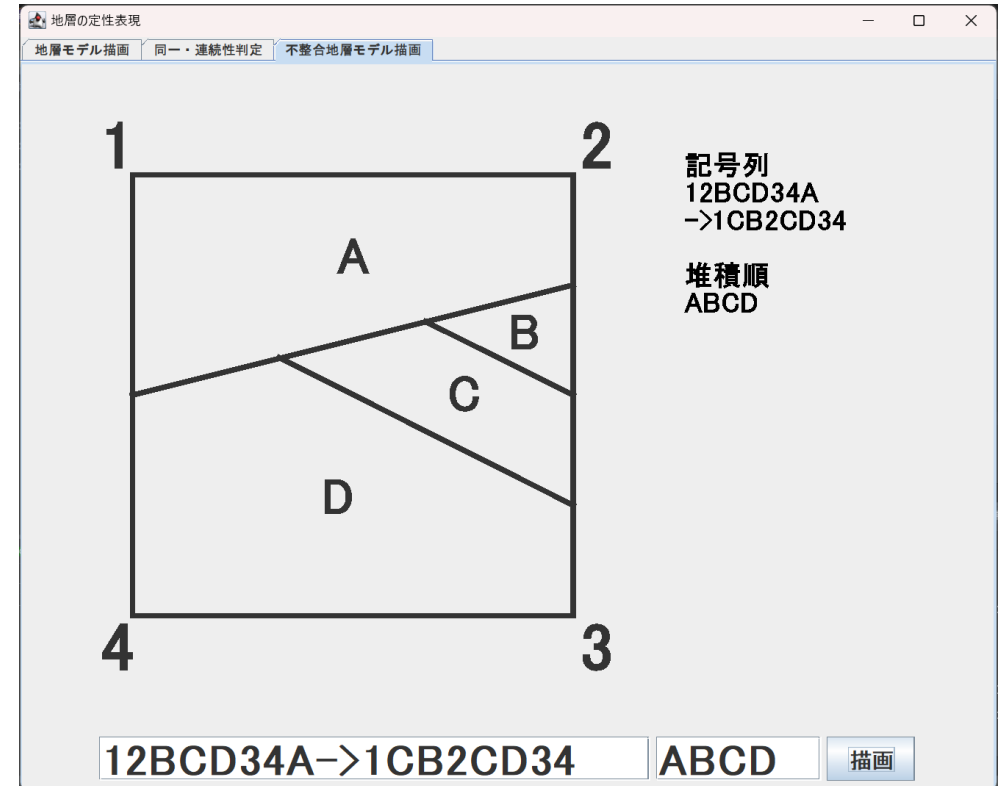 地層の定性表現
地層モデル描画 同一・連続性判定 不整合地層モデル描画
1 2
記号列
12BCD34A
->1CB2CD34
A
堆積順
ABCD
B
C
D
4 3
12BCD34A->1CB2CD34 ABCD 描画